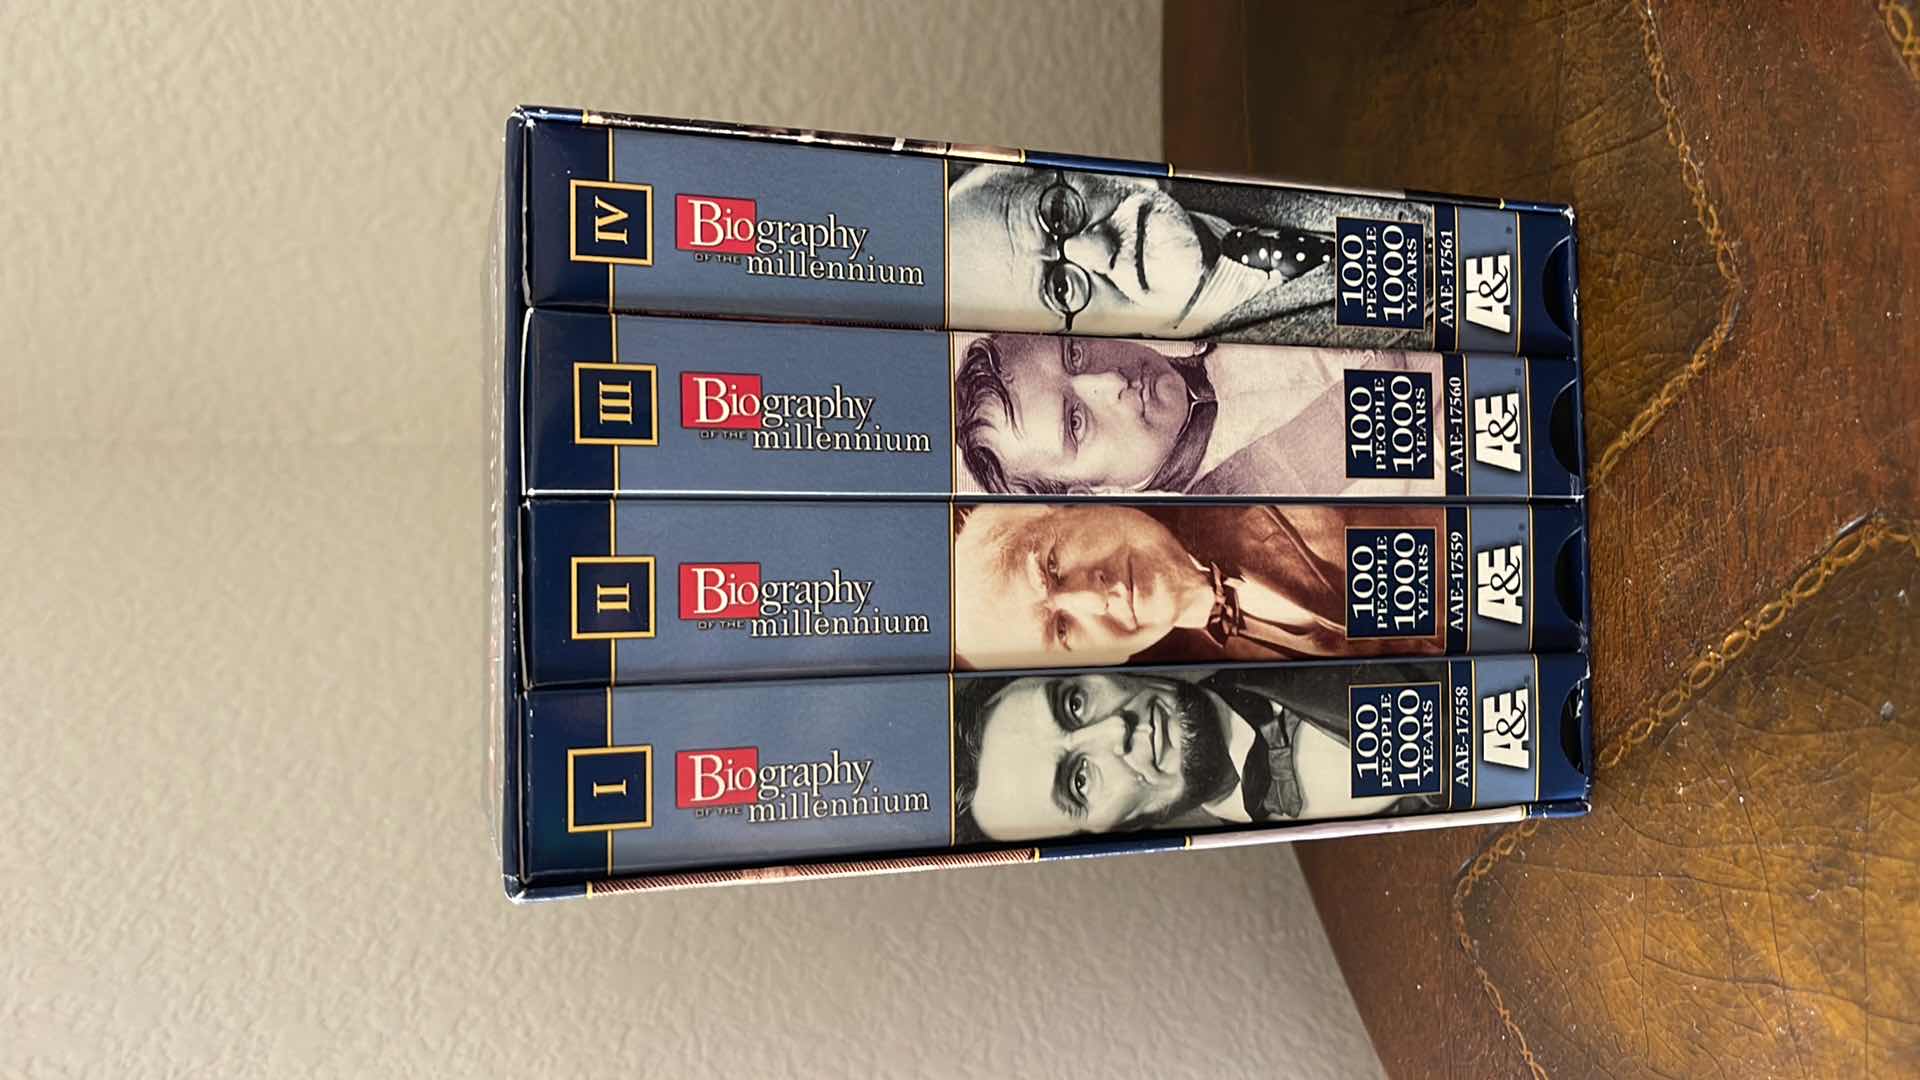 I
Biography
OF THE
millennium
100
PEOPLE
1000
YEARS
AAE-17558
A&E
II
Biography
OF THE
millennium
100
PEOPLE
1000
YEARS
AAE-17559
A&E
III
Biography
OF THE
millennium
100
PEOPLE
1000
YEARS
AAE-17560
A&E
IV
Biography
OF THE
millennium
100
PEOPLE
1000
YEARS
AAE-17561
A&E